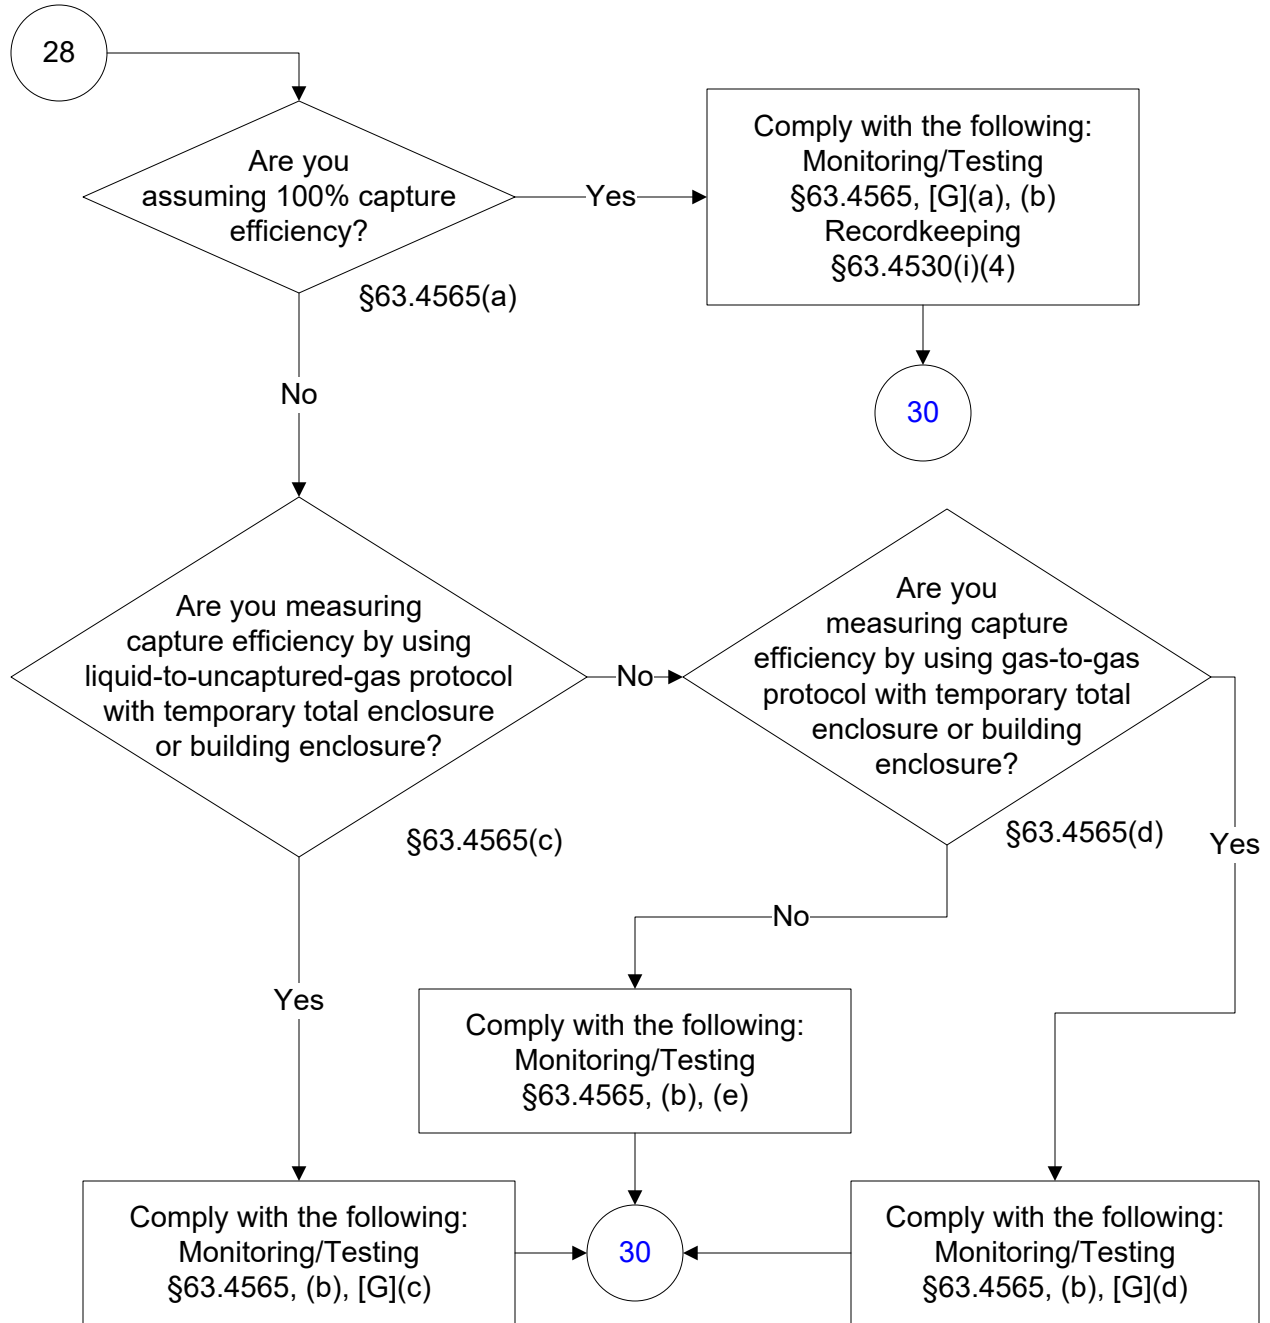 28
Are you
assuming 100% capture
efficiency?
§63.4565(a)
Yes
Comply with the following:
Monitoring/Testing
§63.4565, [G](a), (b)
Recordkeeping
§63.4530(i)(4)
30
No
Are you measuring
capture efficiency by using
liquid-to-uncaptured-gas protocol
with temporary total enclosure
or building enclosure?
§63.4565(c)
No
Are you
measuring capture
efficiency by using gas-to-gas
protocol with temporary total
enclosure or building
enclosure?
§63.4565(d)
Yes
No
Yes
Comply with the following:
Monitoring/Testing
§63.4565, (b), (e)
Comply with the following:
Monitoring/Testing
§63.4565, (b), [G](c)
30
Comply with the following:
Monitoring/Testing
§63.4565, (b), [G](d)